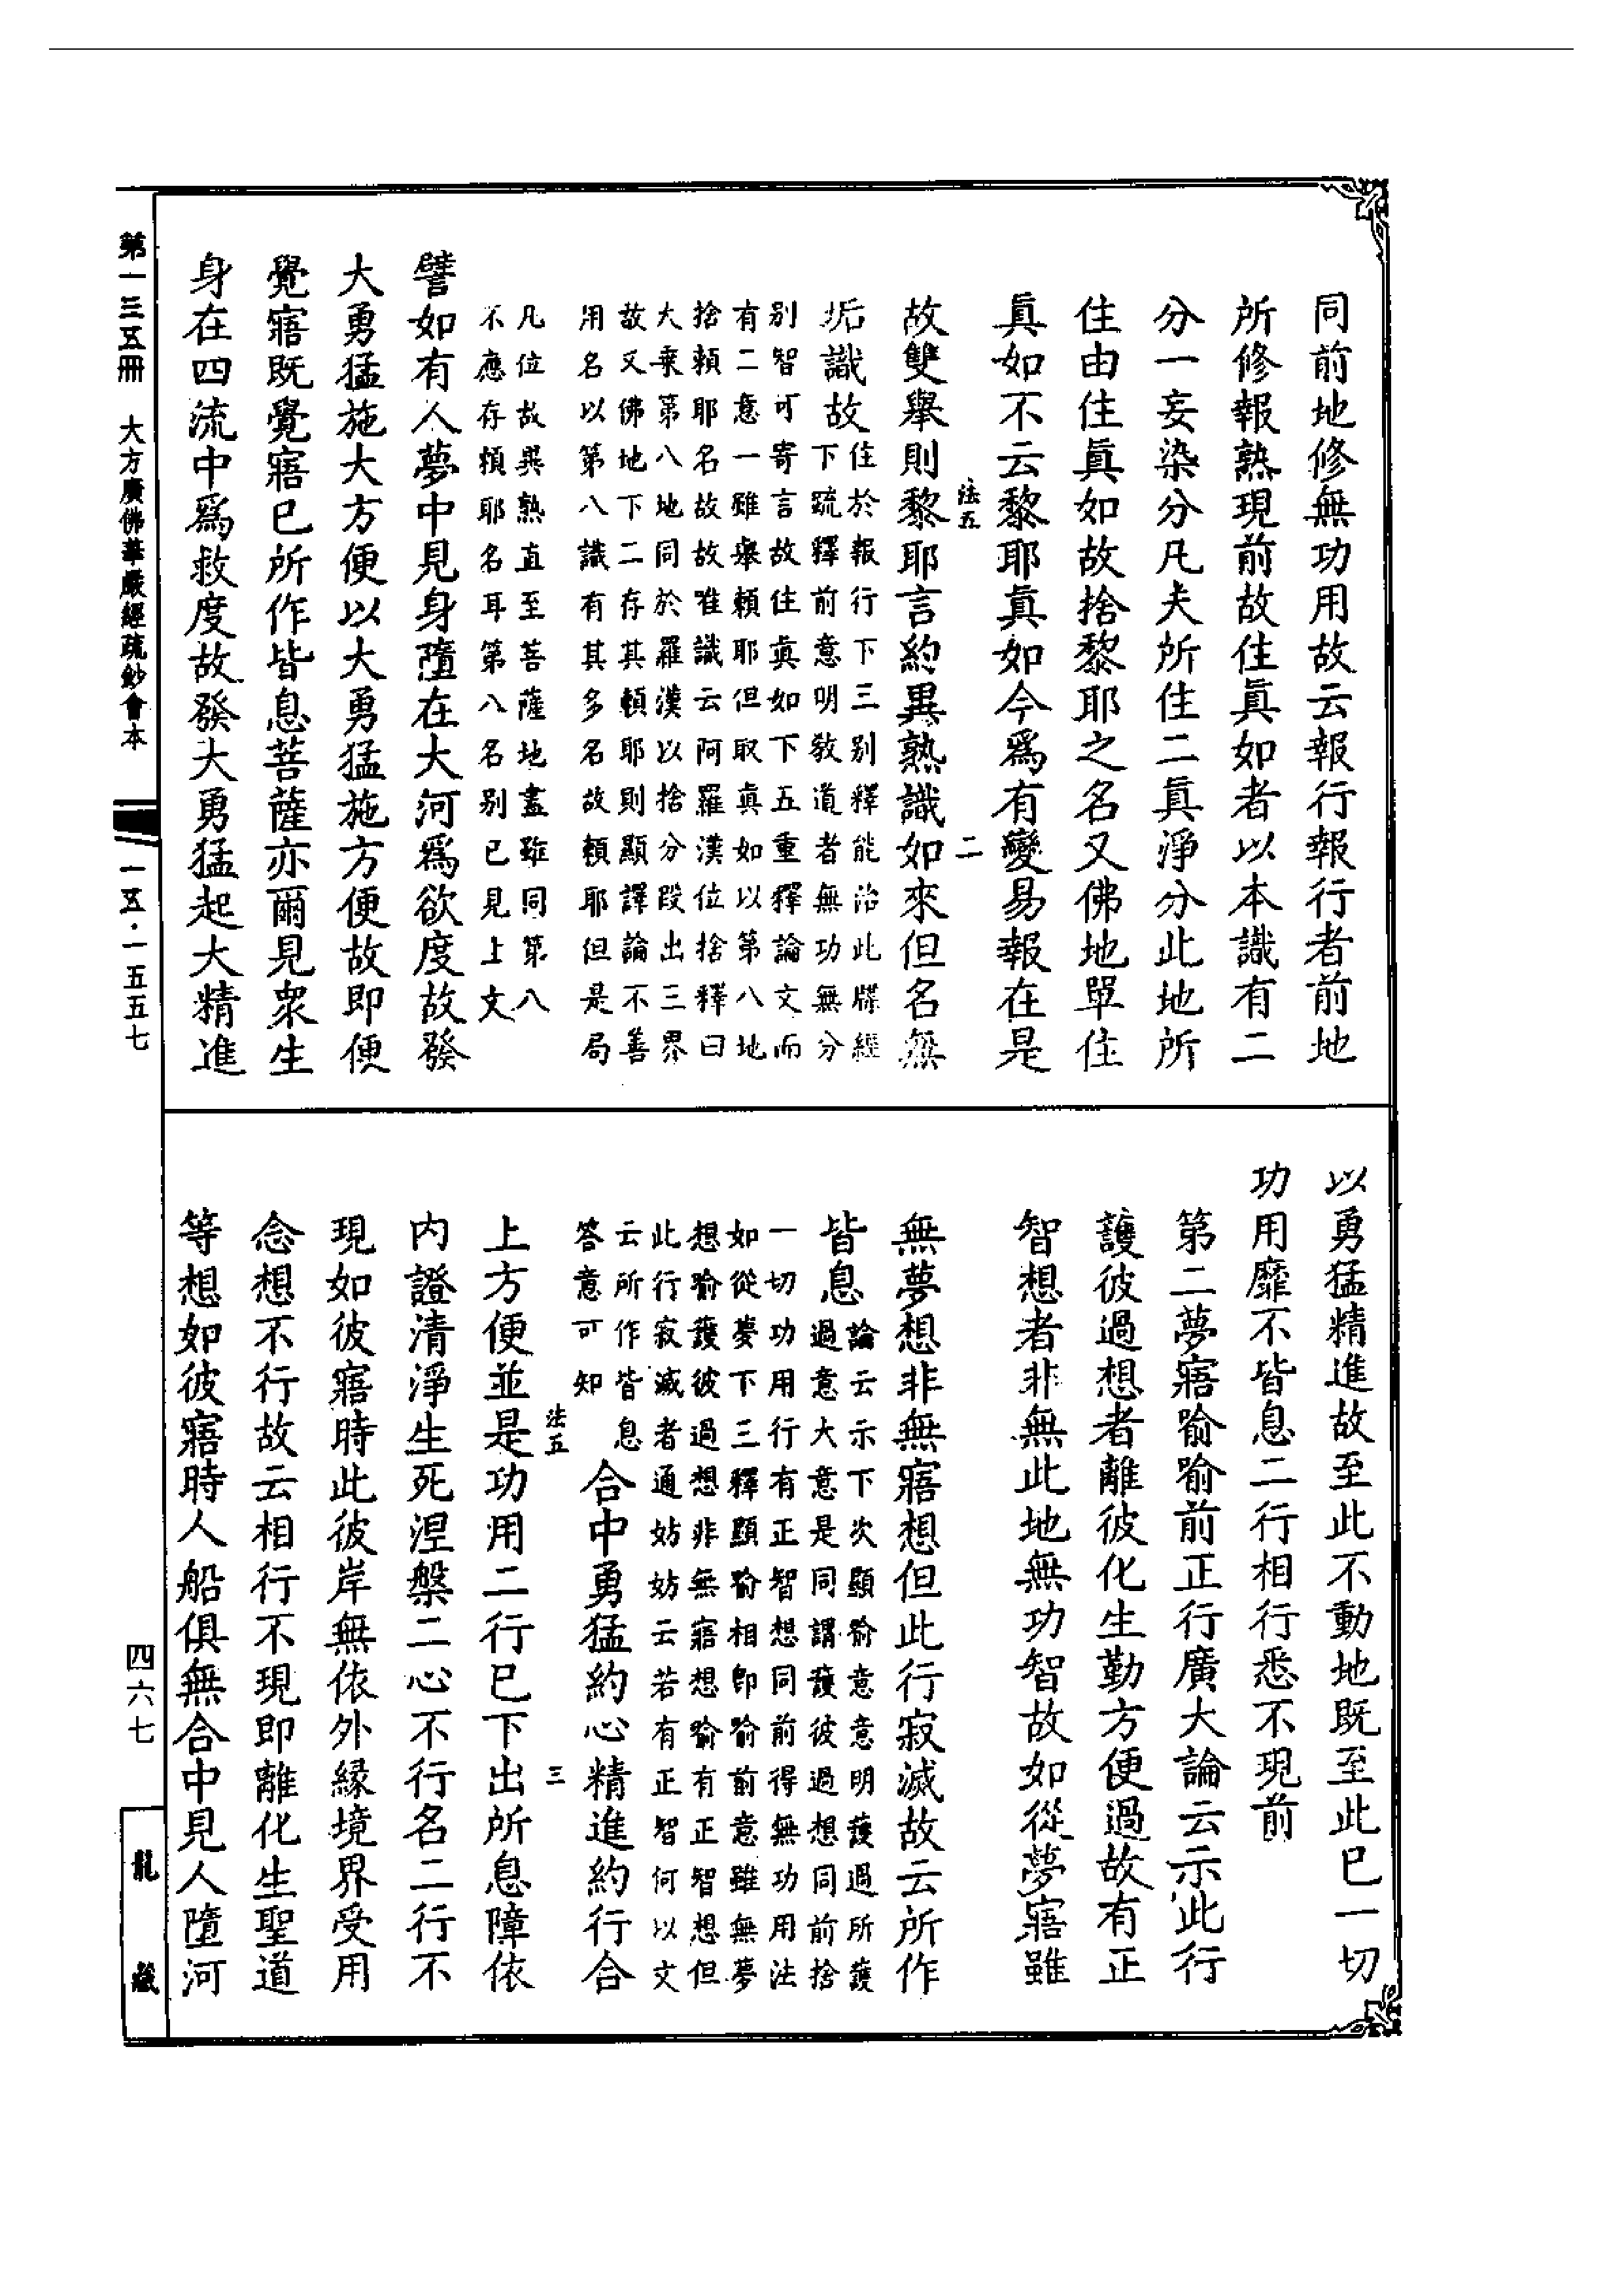 同前地修無功用故云報行報行者前地
所修報熟現前故住眞如者以本識有二
分一妄染分凡夫所住二眞淨分此地所
住由住眞如故捨黎耶之名又佛地單住
眞如不云黎耶眞如今爲有變易報在是
法五　二
故雙舉則黎耶言約異熟識如來但名無
垢識故
住於報行下三別釋能治此牒經
下疏釋前意明教道者無功無分
別智可寄言故住眞如下五重釋論文而
有二意一雖舉賴耶但取眞如以第八地
捨賴耶名故故唯識云阿羅漢位捨釋曰
大乘第八地同於羅漢以捨分段出三界
故又佛地下二存其賴耶則顯譯論不善
用名以第八識有其多名故賴耶但是局
凡位故異熟直至菩薩地盡雖同第八
不應存賴耶名耳第八名別已見上文
譬如有人夢中見身墮在大河爲欲度故發
大勇猛施大方便以大勇猛施方便故即便
覺寤既覺寤已所作皆息菩薩亦爾見衆生
身在四流中爲救度故發大勇猛起大精進
以勇猛精進故至此不動地既至此已一切
功用靡不皆息二行相行悉不現前
第二夢寤喻喻前正行廣大論云示此行
護彼過想者離彼化生勤方便過故有正
智想者非無此地無功智故如從夢寤雖
無夢想非無寤想但此行寂滅故云所作
皆息
論云示下次顯喻意意明護過所護
過意大意是同謂護彼過想同前捨
一切功用行有正智想同前得無功用法
如從夢下三釋顯喻相即喻前意雖無夢
想喻護彼過想非無寤想喻有正智想但
此行寂滅者通妨妨云若有正智何以文
云所作皆息
答意可知
合中勇猛約心精進約行合
法五　三
上方便並是功用二行已下出所息障依
内證清淨生死涅槃二心不行名二行不
現如彼寤時此彼岸無依外緣境界受用
念想不行故云相行不現即離化生聖道
等想如彼寤時人船俱無合中見人墮河
第一三五冊　大方廣佛華嚴經疏鈔會本　一五·一五五七
四六七
龍藏